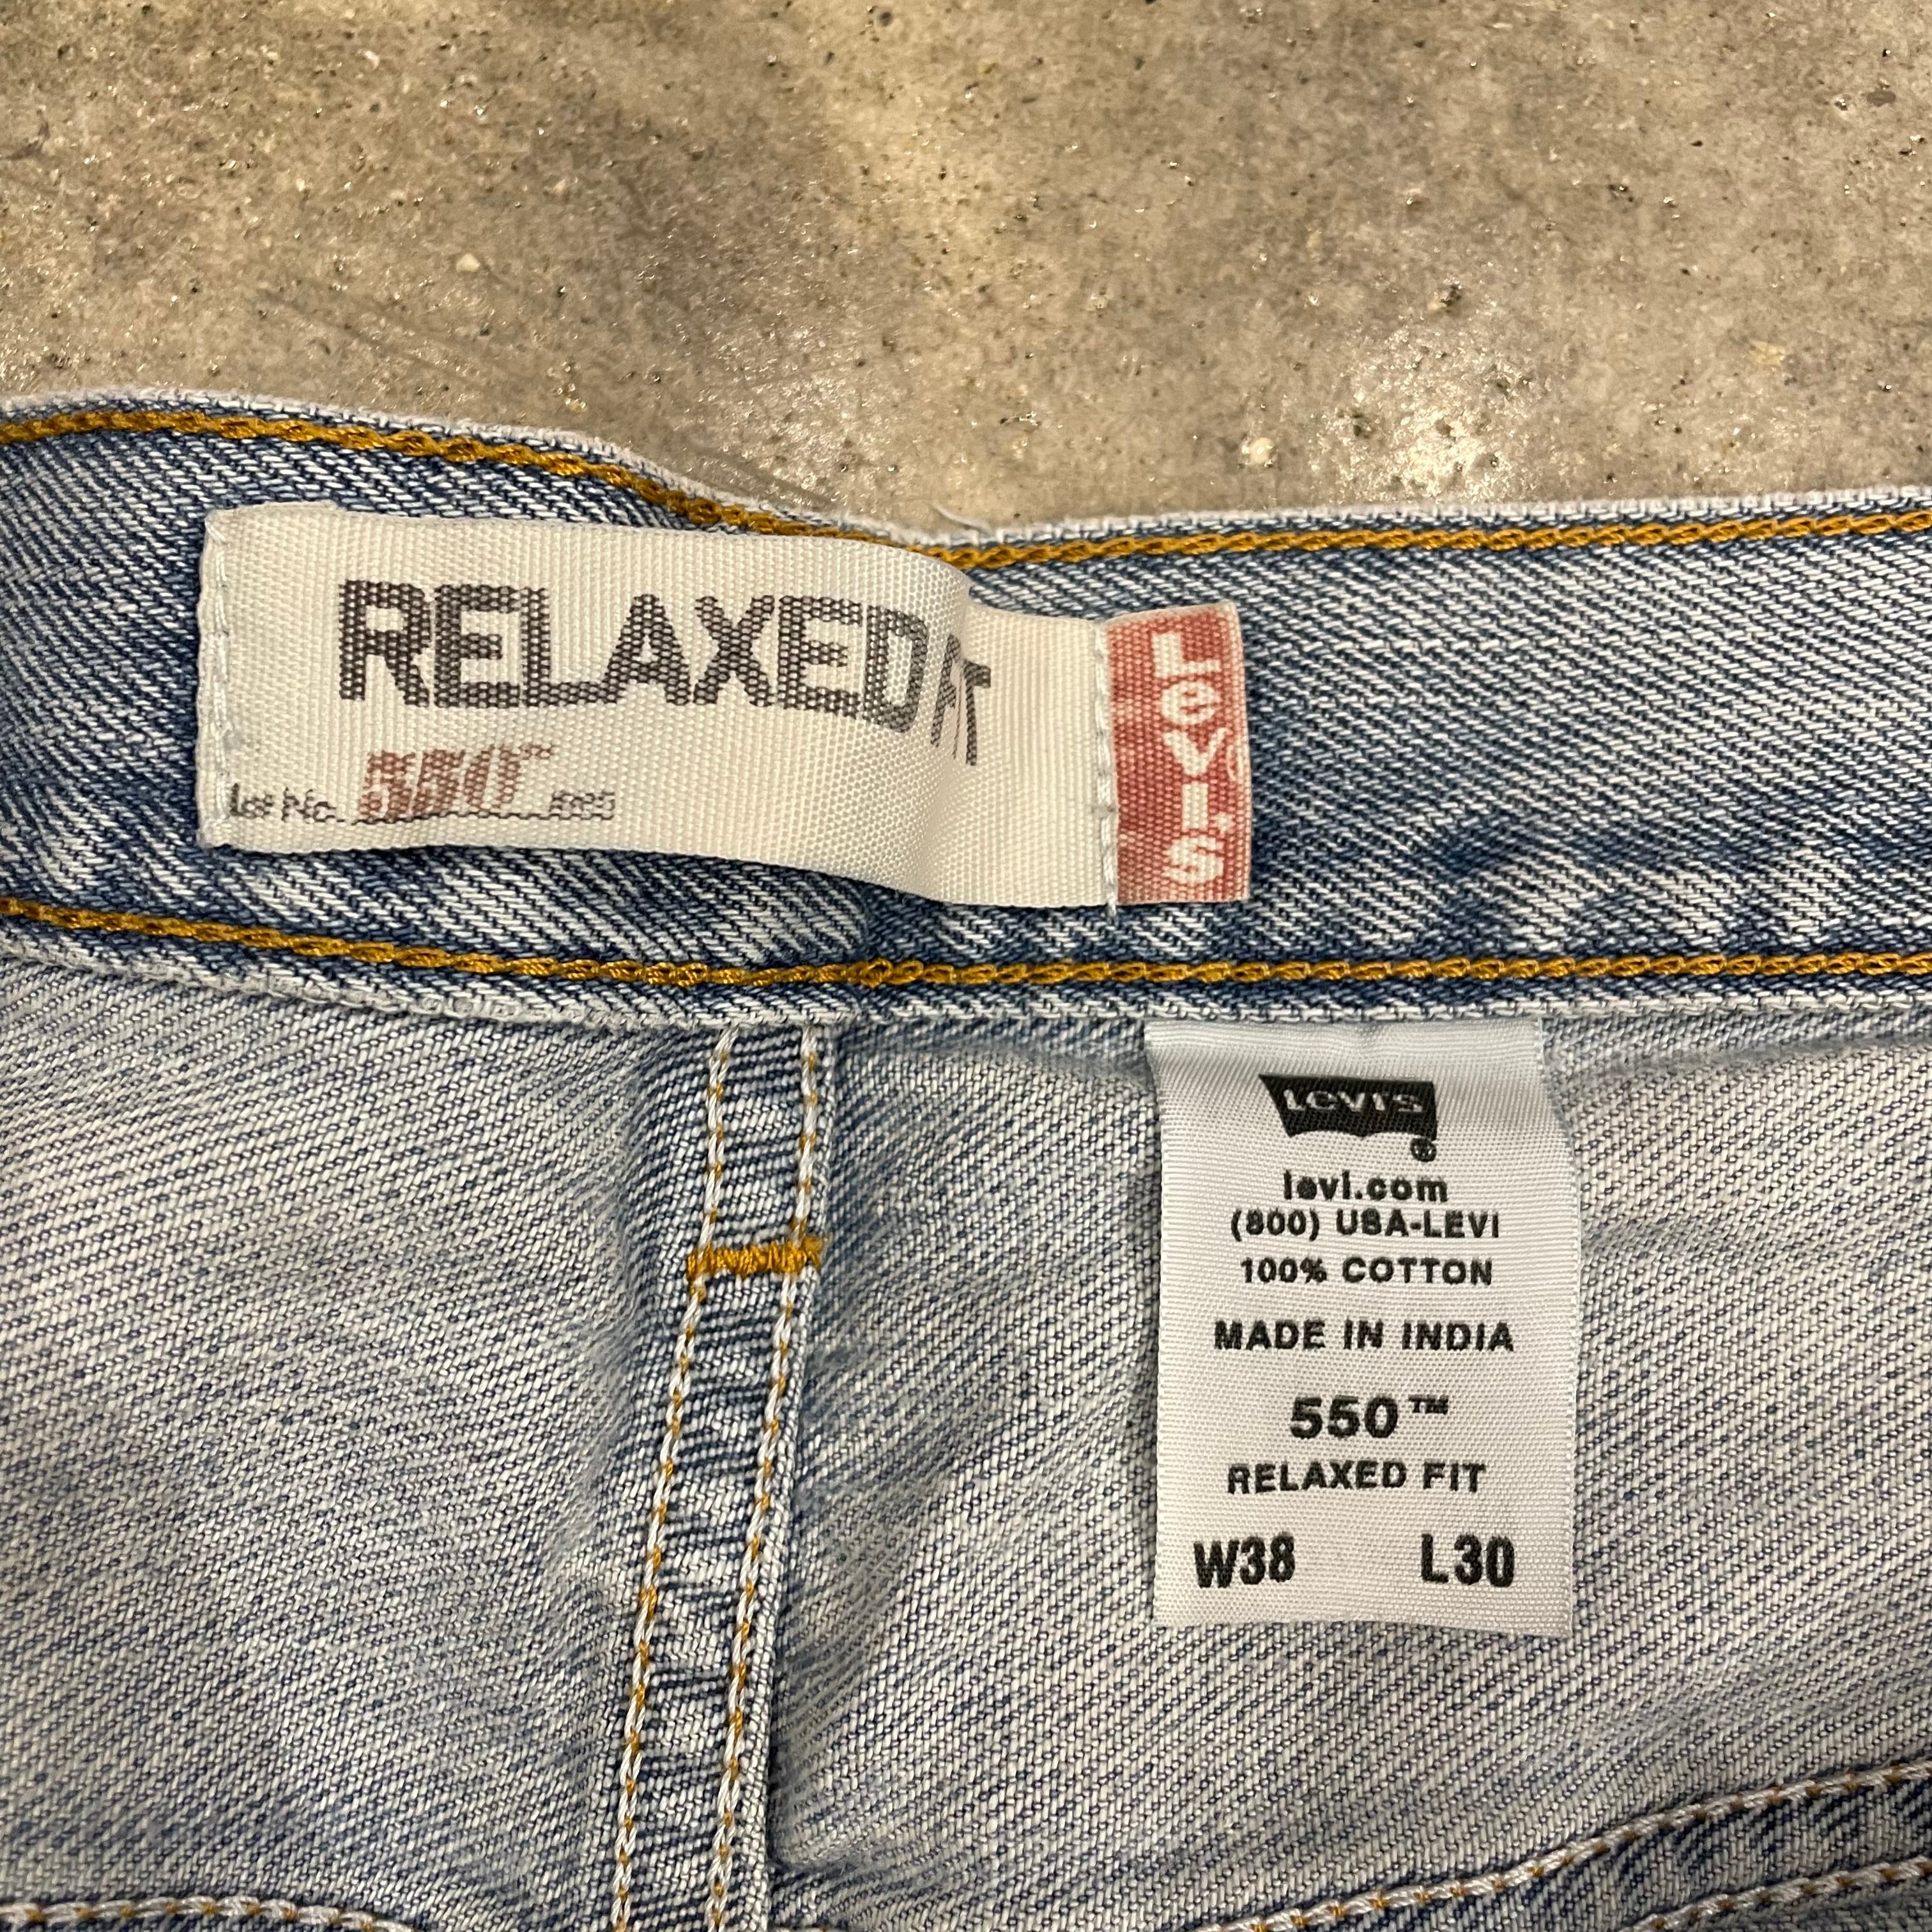 RELAXED FIT
Lot No. 550™
Levi's®
Levi's
®
levi.com
(800) USA-LEVI
100% COTTON
MADE IN INDIA
550™
RELAXED FIT
W38 L30